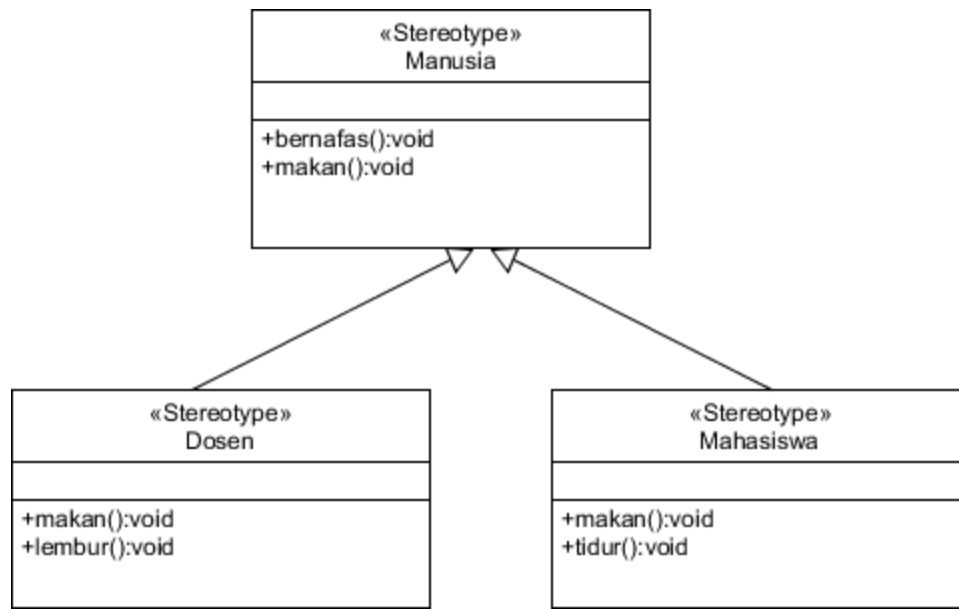 «Stereotype»
Manusia
+bernafas():void
+makan():void
«Stereotype»
Dosen
+makan():void
+lembur():void
«Stereotype»
Mahasiswa
+makan():void
+tidur():void